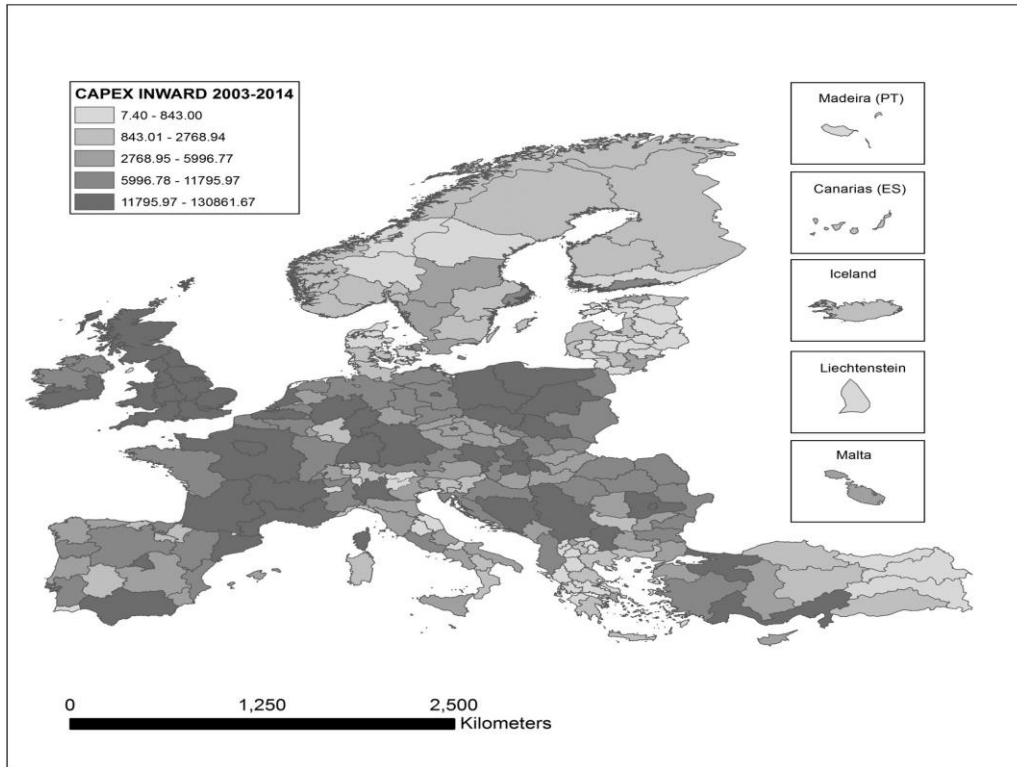 CAPEX INWARD 2003-2014
7.40 - 843.00
843.01 - 2768.94
2768.95 - 5996.77
5996.78 - 11795.97
11795.97 - 130861.67
Madeira (PT)
Canarias (ES)
Iceland
Liechtenstein
Malta
0 1,250 2,500
Kilometers